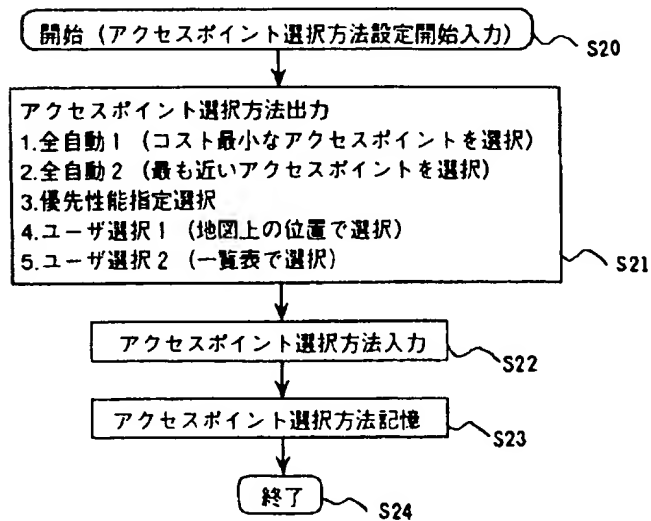 開始 (アクセスポイント選択方法設定開始入力)
S20
アクセスポイント選択方法出力
1.全自動1 (コスト最小なアクセスポイントを選択)
2.全自動2 (最も近いアクセスポイントを選択)
3.優先性能指定選択
4.ユーザ選択1 (地図上の位置で選択)
5.ユーザ選択2 (一覧表で選択)
S21
アクセスポイント選択方法入力
S22
アクセスポイント選択方法記憶
S23
終了
S24